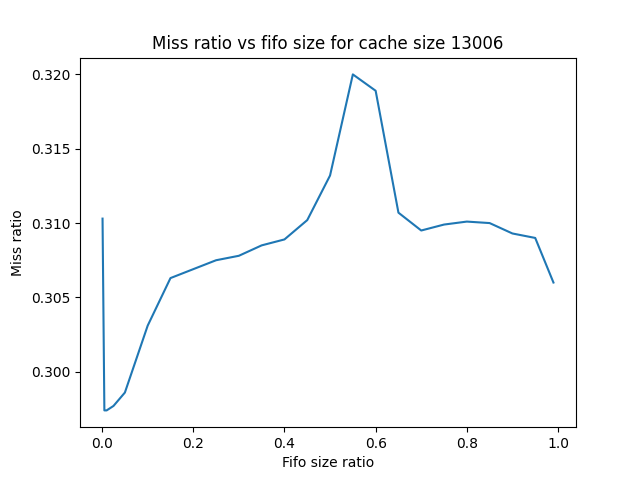 Miss ratio vs fifo size for cache size 13006
0.320
0.315
0.310
0.305
0.300
Miss ratio
0.0 0.2 0.4 0.6 0.8 1.0
Fifo size ratio